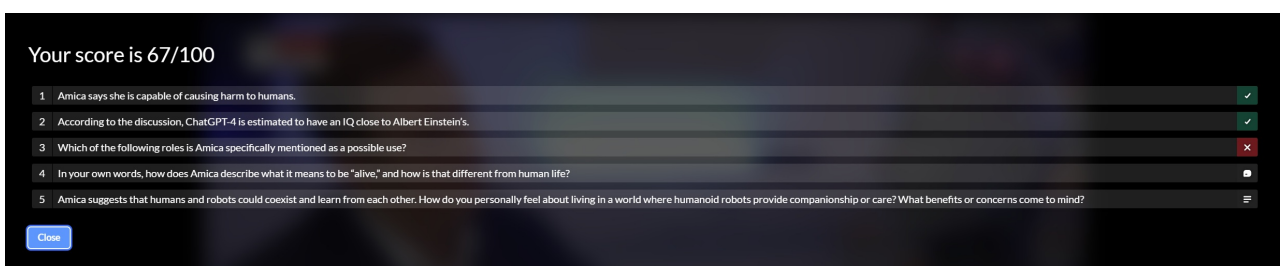 Your score is 67/100
1 Amica says she is capable of causing harm to humans.
2 According to the discussion, ChatGPT-4 is estimated to have an IQ close to Albert Einstein's.
3 Which of the following roles is Amica specifically mentioned as a possible use?
4 In your own words, how does Amica describe what it means to be “alive,” and how is that different from human life?
5 Amica suggests that humans and robots could coexist and learn from each other. How do you personally feel about living in a world where humanoid robots provide companionship or care? What benefits or concerns come to mind?
Close